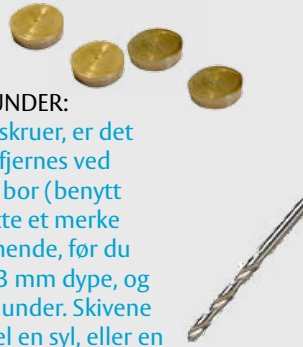 UNDER:
skruer, er det
fjernes ved
bor (benytt
tte et merke
nende, før du
3 mm dype, og
under. Skivene
el en syl, eller en